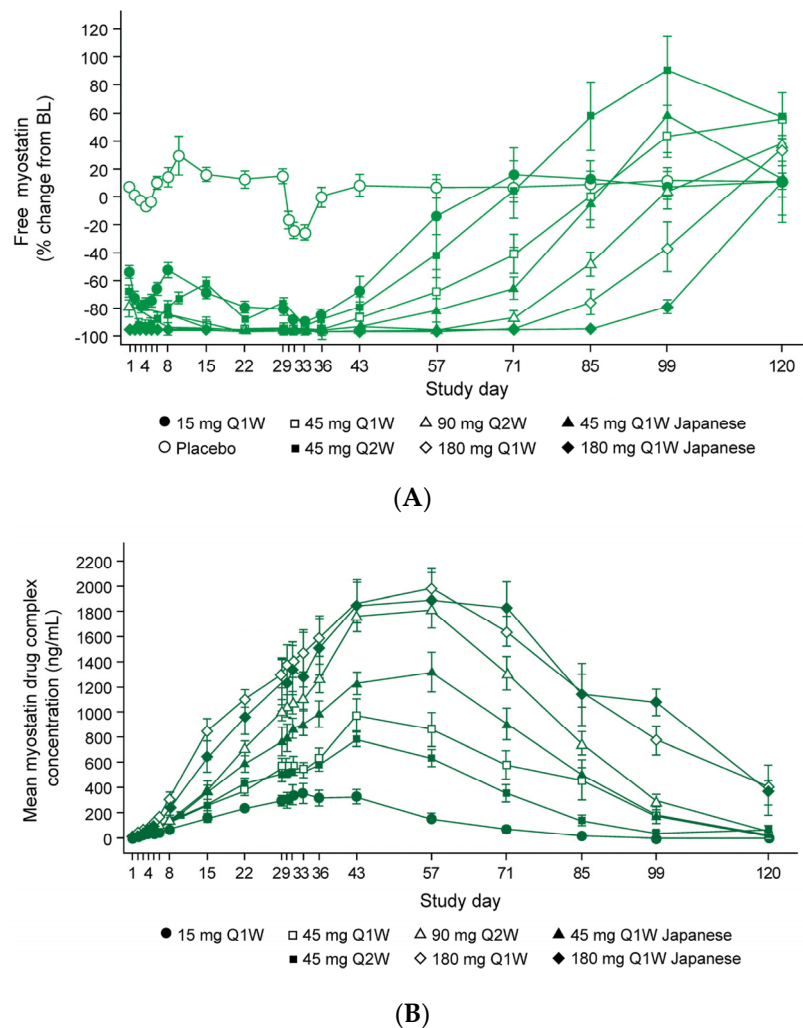 120
100
80
60
40
20
0
-20
-40
-60
-80
-100
Free myostatin
(% change from BL)
1 4 8 15 22 29 33 36 43 57 71 85 99 120
Study day
15 mg Q1W 45 mg Q1W 90 mg Q2W 45 mg Q1W Japanese
Placebo 45 mg Q2W 180 mg Q1W 180 mg Q1W Japanese
(A)
2200
2000
1800
1600
1400
1200
1000
800
600
400
200
0
Mean myostatin drug complex
concentration (ng/mL)
1 4 8 15 22 29 33 36 43 57 71 85 99 120
Study day
15 mg Q1W 45 mg Q1W 90 mg Q2W 45 mg Q1W Japanese
45 mg Q2W 180 mg Q1W 180 mg Q1W Japanese
(B)